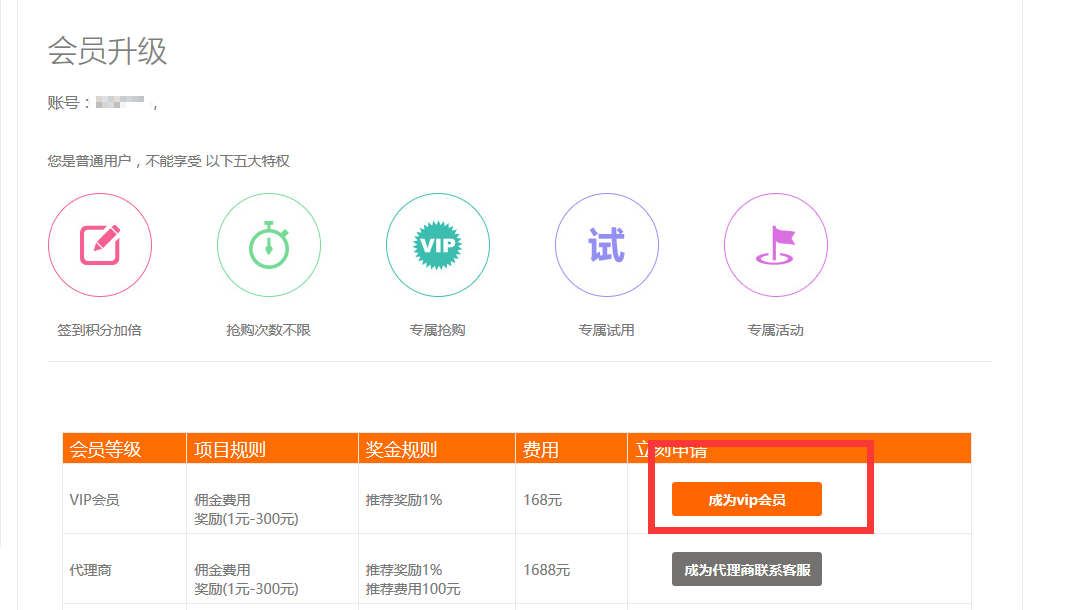 会员升级
账号：，
您是普通用户，不能享受 以下五大特权
VIP
试
签到积分加倍
抢购次数不限
专属抢购
专属试用
专属活动
会员等级 项目规则 奖金规则 费用 立刻申请
VIP会员 佣金费用 推荐奖励1% 168元 成为vip会员
奖励(1元-300元)
代理商 佣金费用 推荐奖励1% 1688元 成为代理商联系客服
奖励(1元-300元) 推荐费用100元